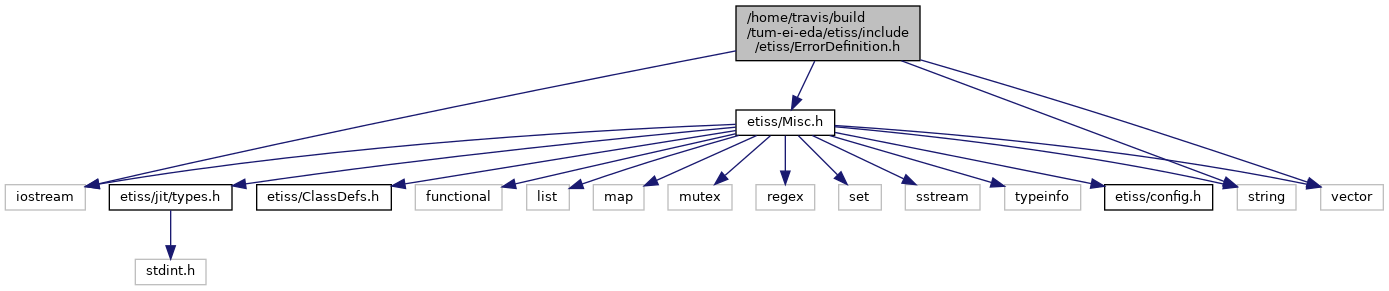 /home/travis/build
/tum-ei-eda/etiss/include
/etiss/ErrorDefinition.h
etiss/Misc.h
iostream
etiss/jit/types.h
etiss/ClassDefs.h
functional
list
map
mutex
regex
set
sstream
typeinfo
etiss/config.h
string
vector
stdint.h